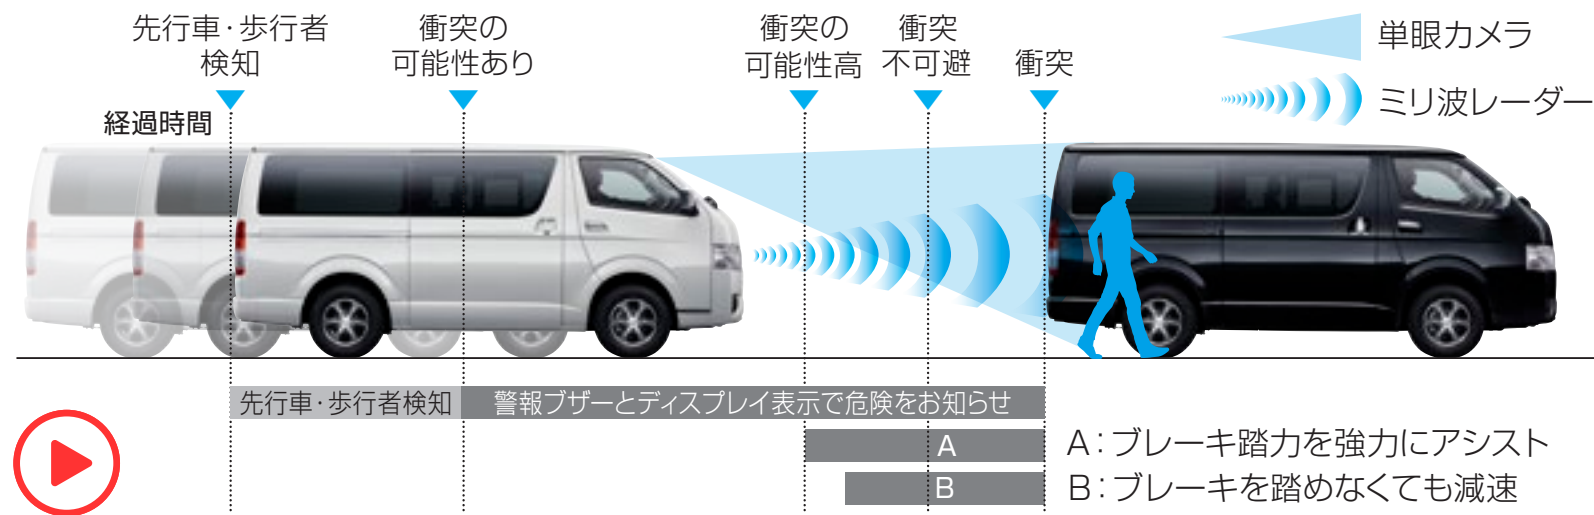 先行車・歩行者
検知
衝突の
可能性あり
衝突の
可能性高
衝突
不可避
衝突
単眼カメラ
ミリ波レーダー
経過時間
先行車・歩行者検知
警報ブザーとディスプレイ表示で危険をお知らせ
A
A：ブレーキ踏力を強力にアシスト
B
B：ブレーキを踏めなくても減速